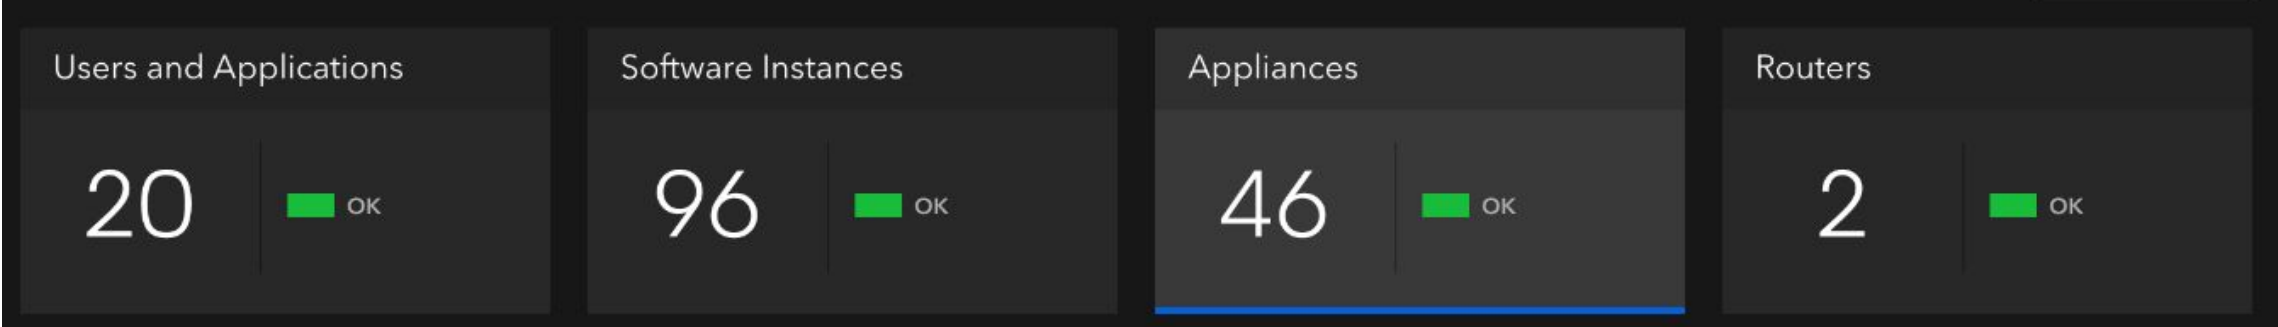 Users and Applications
20
OK
Software Instances
96
OK
Appliances
46
OK
Routers
2
OK